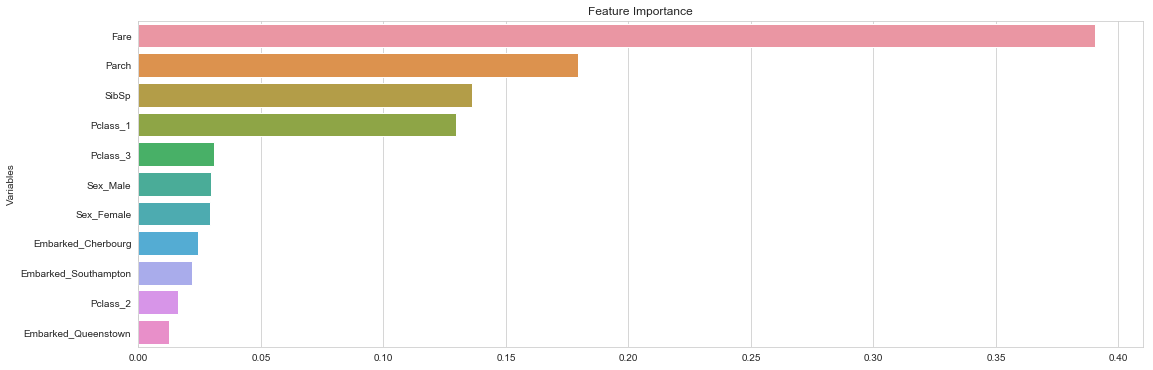 Feature Importance
Variables
Fare
Parch
SibSp
Pclass_1
Pclass_3
Sex_Male
Sex_Female
Embarked_Cherbourg
Embarked_Southampton
Pclass_2
Embarked_Queenstown
0.00 0.05 0.10 0.15 0.20 0.25 0.30 0.35 0.40